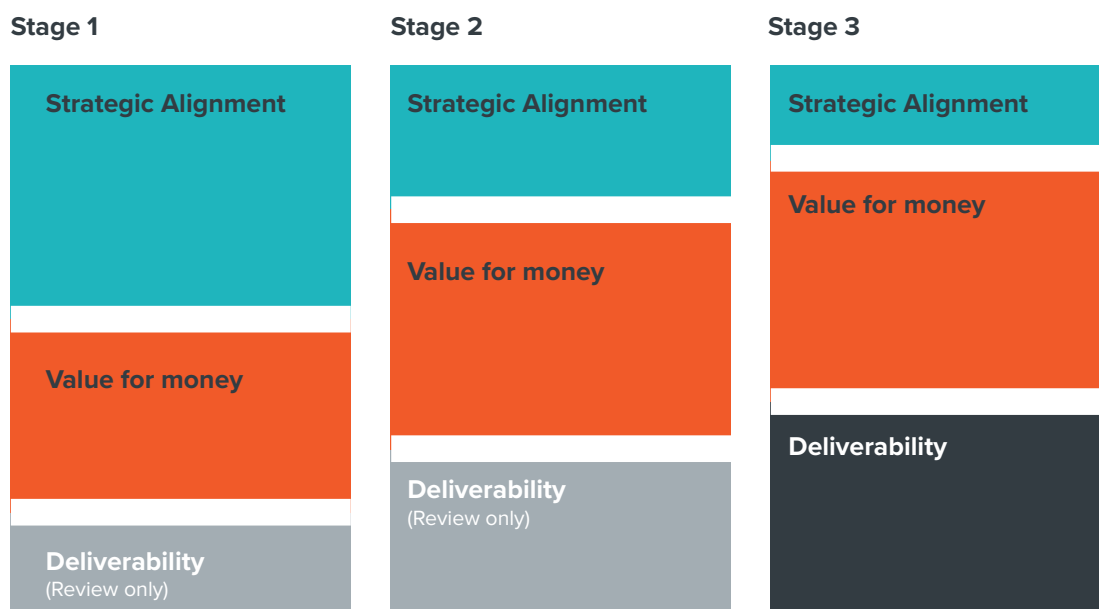 Stage 1
Strategic Alignment
Value for money
Deliverability
(Review only)
Stage 2
Strategic Alignment
Value for money
Deliverability
(Review only)
Stage 3
Strategic Alignment
Value for money
Deliverability